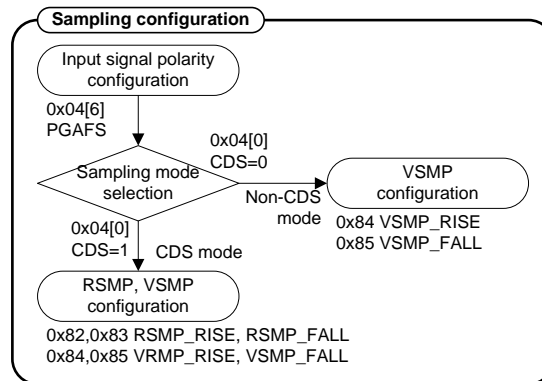 Sampling configuration
Input signal polarity
configuration
0x04[6]
PGAFS
0x04[0]
CDS=0
Sampling mode
selection
Non-CDS
mode
VSMP
configuration
0x84 VSMP_RISE
0x85 VSMP_FALL
0x04[0]
CDS=1
CDS mode
RSMP, VSMP
configuration
0x82,0x83 RSMP_RISE, RSMP_FALL
0x84,0x85 VRMP_RISE, VSMP_FALL